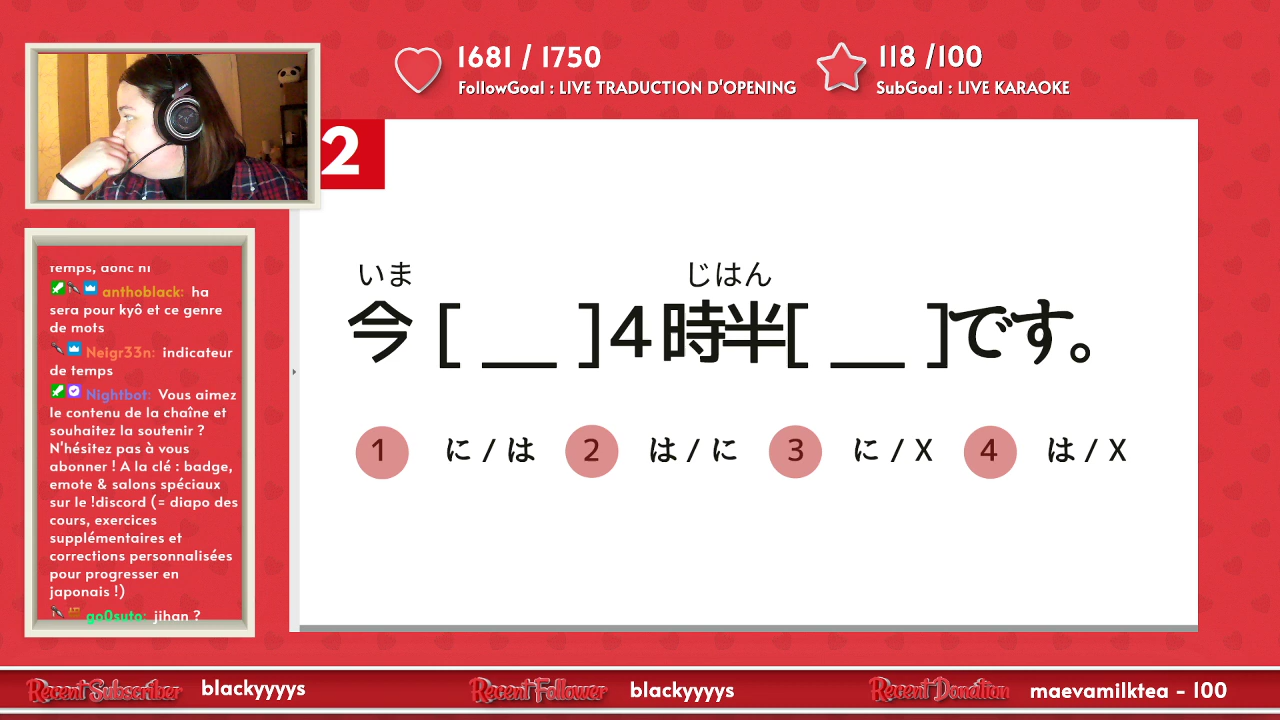 1681 / 1750
FollowGoal : LIVE TRADUCTION D'OPENING
118 /100
SubGoal : LIVE KARAOKE
2
いま じはん
今 [ __ ]４時半[ __ ]です。
1 に / は 2 は / に 3 に / X 4 は / X
temps, donc ni
anthoblack: ha
sera pour kyô et ce genre
de mots
Neigr33n: indicateur
de temps
Nightbot: Vous aimez
le contenu de la chaîne et
souhaitez la soutenir ?
N'hésitez pas à vous
abonner ! A la clé : badge,
emote & salons spéciaux
sur le !discord (= diapo des
cours, exercices
supplémentaires et
corrections personnalisées
pour progresser en
japonais !)
go0suto: jihan ?
Recent Subscriber blackyyyys
Recent Follower blackyyyys
Recent Donation maevamilktea - 100